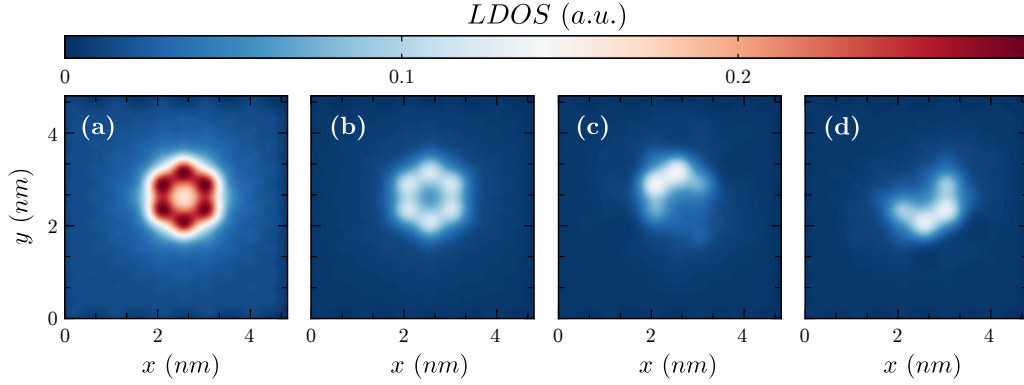 LDOS (a.u.)
0 0.1 0.2
(a) (b) (c) (d)
y (nm)
4
2
0
0 2 4 0 2 4 0 2 4 0 2 4
x (nm) x (nm) x (nm) x (nm)